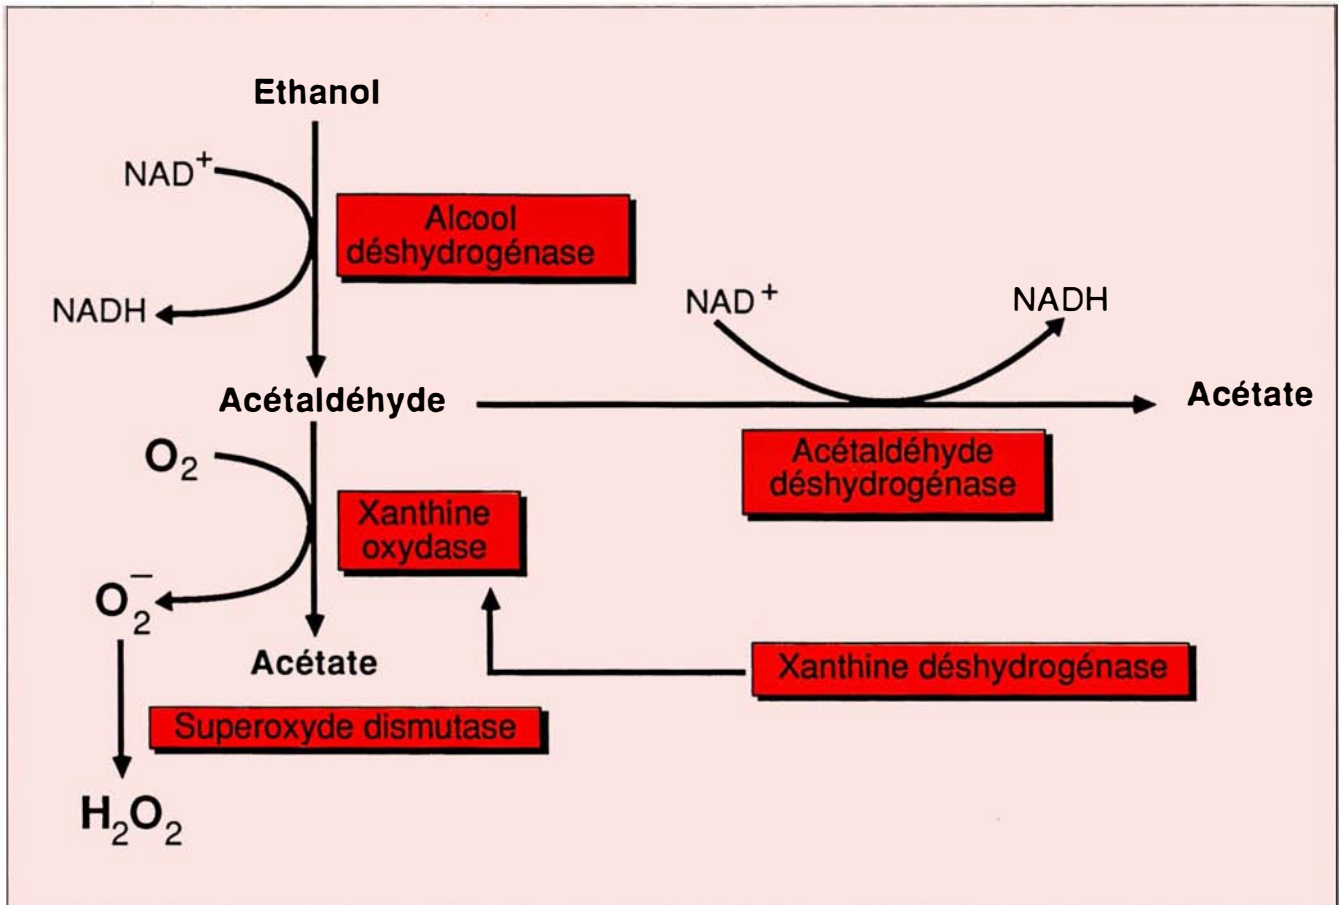 Ethanol
NAD⁺
Alcool
déshydrogénase
NADH
NAD⁺
NADH
Acétaldéhyde
Acétate
O₂
Acétaldéhyde
déshydrogénase
Xanthine
oxydase
O₂⁻
Acétate
Xanthine déshydrogénase
Superoxyde dismutase
H₂O₂